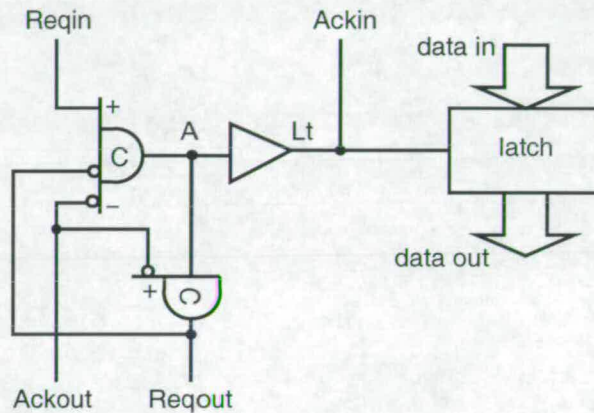 Reqin
Ackin
data in
+
A
Lt
C
latch
−
+
C
data out
Ackout
Reqout